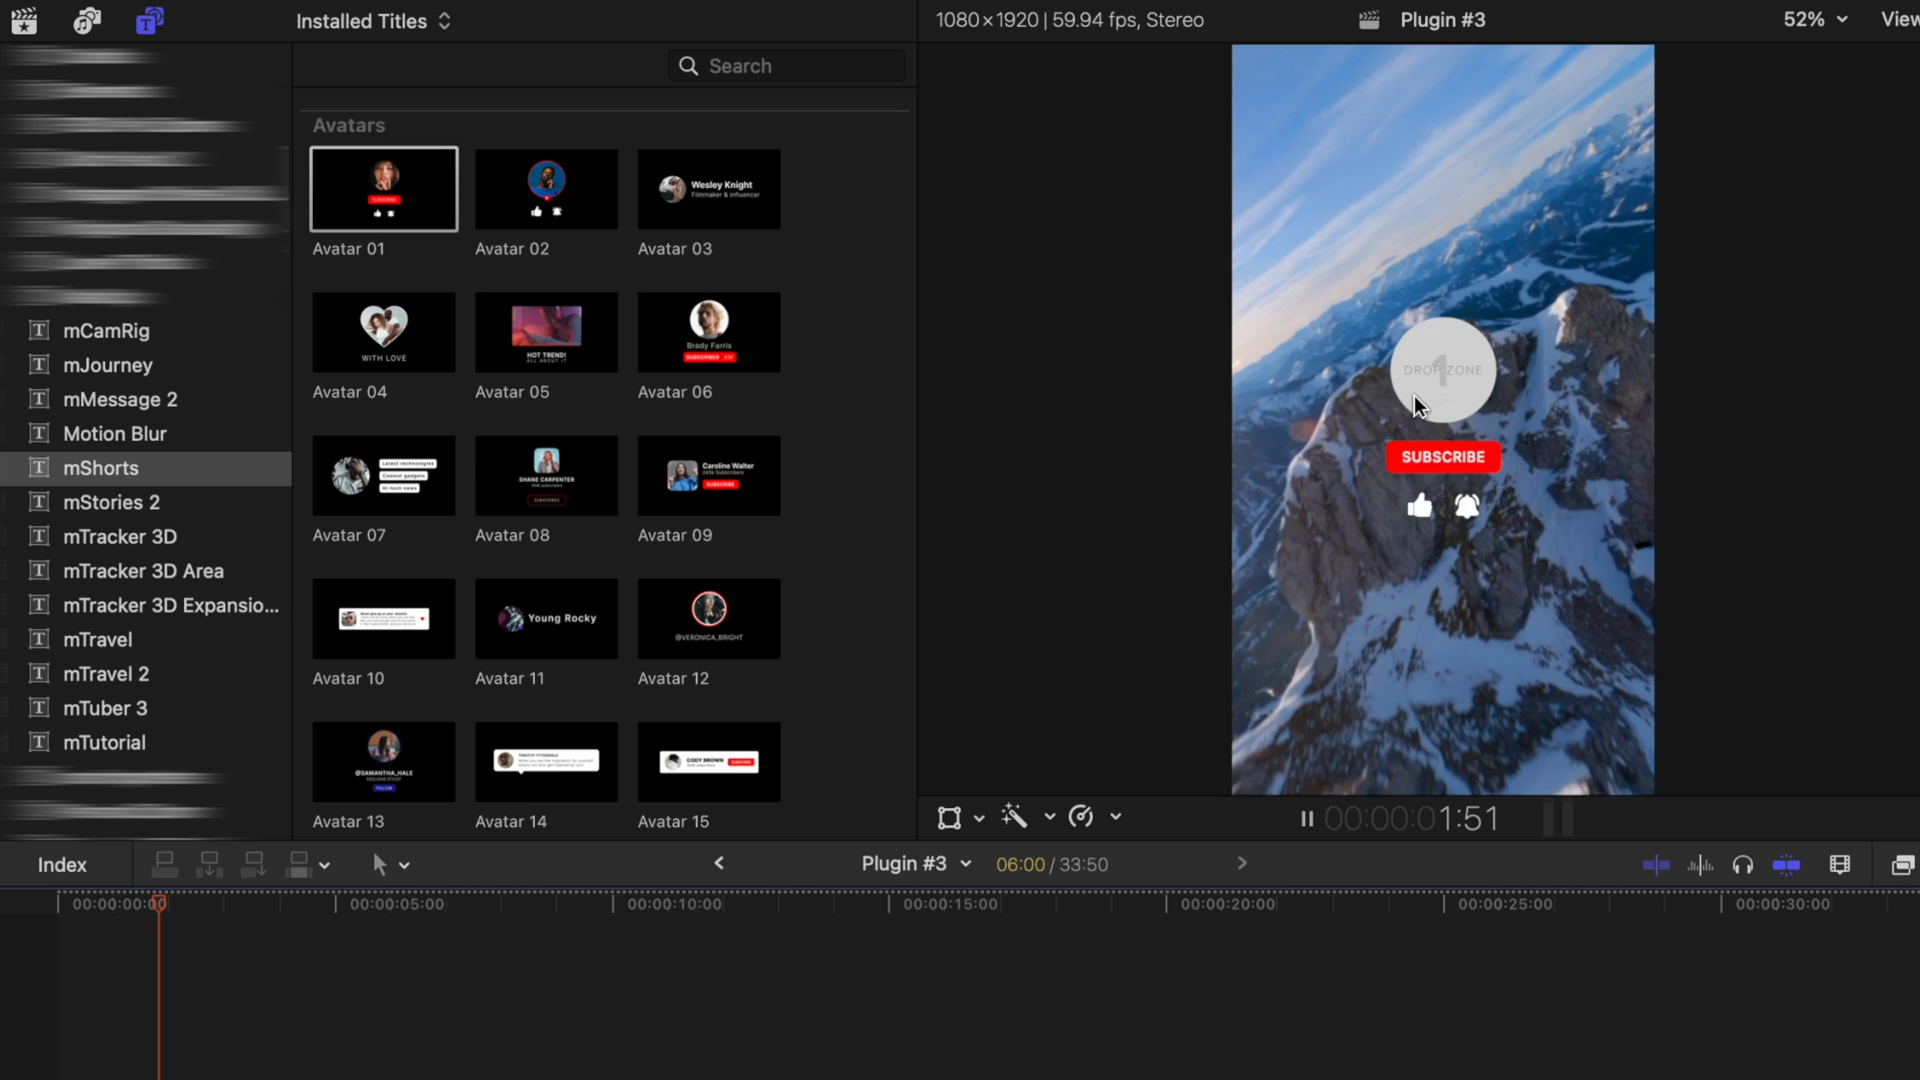 Installed Titles
1080×1920 | 59.94 fps, Stereo
Plugin #3
52%
View
Search
Avatars
SUBSCRIBE
Wesley Knight
Filmmaker & Influencer
Avatar 01
Avatar 02
Avatar 03
WITH LOVE
HOT TREND!
ALL ABOUT IT
Brady Farris
SUBSCRIBED
Avatar 04
Avatar 05
Avatar 06
Latest technologies
Coolest gadgets
Hi-tech news
SHANE CARPENTER
SUBSCRIBED
Caroline Walter
245k Subscribers
SUBSCRIBE
Avatar 07
Avatar 08
Avatar 09
Young Rocky
@VERONICA_BRIGHT
Avatar 10
Avatar 11
Avatar 12
@SAMANTHA_HALE
FOLLOW
TIMOTHY FITZGERALD
CODY BROWN
SUBSCRIBE
Avatar 13
Avatar 14
Avatar 15
mCamRig
mJourney
mMessage 2
Motion Blur
mShorts
mStories 2
mTracker 3D
mTracker 3D Area
mTracker 3D Expansio...
mTravel
mTravel 2
mTuber 3
mTutorial
1
DROP ZONE
SUBSCRIBE
00:00:01:51
Index
Plugin #3
06:00 / 33:50
00:00:00:00
00:00:05:00
00:00:10:00
00:00:15:00
00:00:20:00
00:00:25:00
00:00:30:00